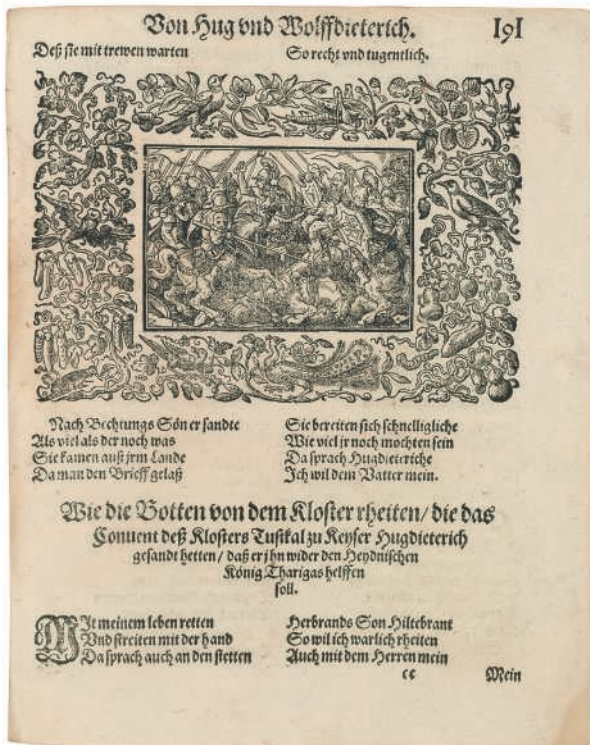 Von Hug vnd Wolffdieterich. 191
Deß sie mit trewen warten
So recht vnd tugentlich.
Nach Bechtungs Sön er sandte
Als viel als der noch was
Sie kamen auß jrm Lande
Da man den Brieff gelaß
Sie bereiten sich schnelligliche
Wie viel jr noch mochten sein
Da sprach Hugdieteriche
Ich wil dem Vatter mein.
Wie die Botten von dem Kloster rheiten/ die das
Conuent deß Klosters Tustkal zu Keyser Hugdieterich
gesandt hetten/ daß er jhn wider den Heydnischen
König Tharigas helffen
soll.
MIt meinem leben retten
Vnd streiten mit der hand
Da sprach auch an den stetten
Herbrands Son Hiltebrant
So wil ich warlich rheiten
Auch mit dem Herren mein
cc Mein